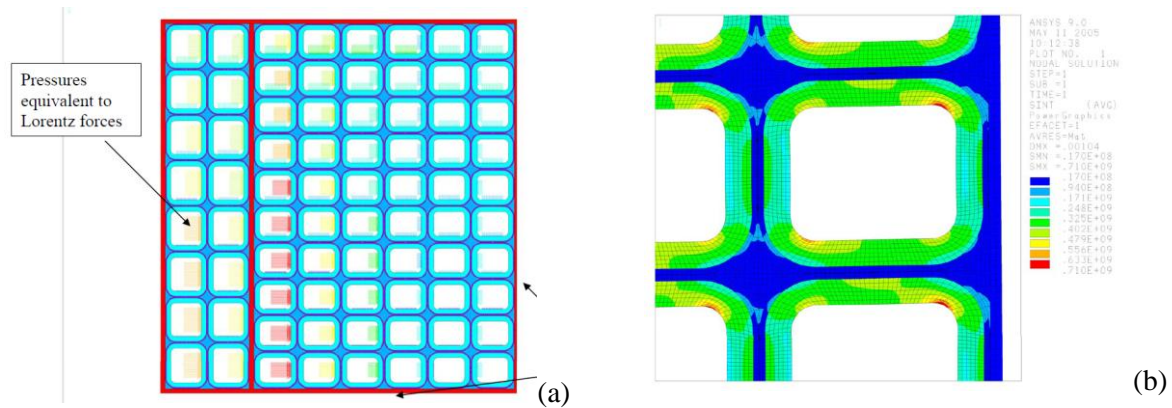 Pressures
equivalent to
Lorentz forces
(a)
ANSYS 9.0
MAY 11 2005
10:12:38
PLOT NO. 1
NODAL SOLUTION
STEP=1
SUB =1
TIME=1
SINT (AVG)
PowerGraphics
EFACET=1
AVRES=Mat
DMX =.00104
SMN =.170E+08
SMX =.710E+09
.170E+08
.940E+08
.171E+09
.248E+09
.325E+09
.402E+09
.479E+09
.556E+09
.633E+09
.710E+09
(b)